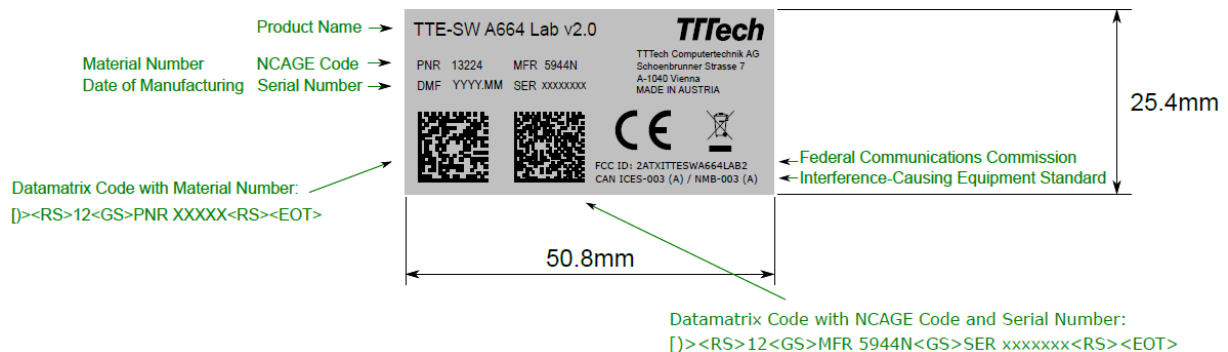 Product Name
TTE-SW A664 Lab v2.0
TTTech
Material Number NCAGE Code
PNR 13224 MFR 5944N
Date of Manufacturing Serial Number
DMF YYYY.MM SER xxxxxxxx
TTTech Computertechnik AG
Schoenbrunner Strasse 7
A-1040 Vienna
MADE IN AUSTRIA
25.4mm
CE
FCC ID: 2ATXITTESWA664LAB2
CAN ICES-003 (A) / NMB-003 (A)
Federal Communications Commission
Interference-Causing Equipment Standard
Datamatrix Code with Material Number:
[)><RS>12<GS>PNR XXXXX<RS><EOT>
50.8mm
Datamatrix Code with NCAGE Code and Serial Number:
[)><RS>12<GS>MFR 5944N<GS>SER xxxxxxx<RS><EOT>